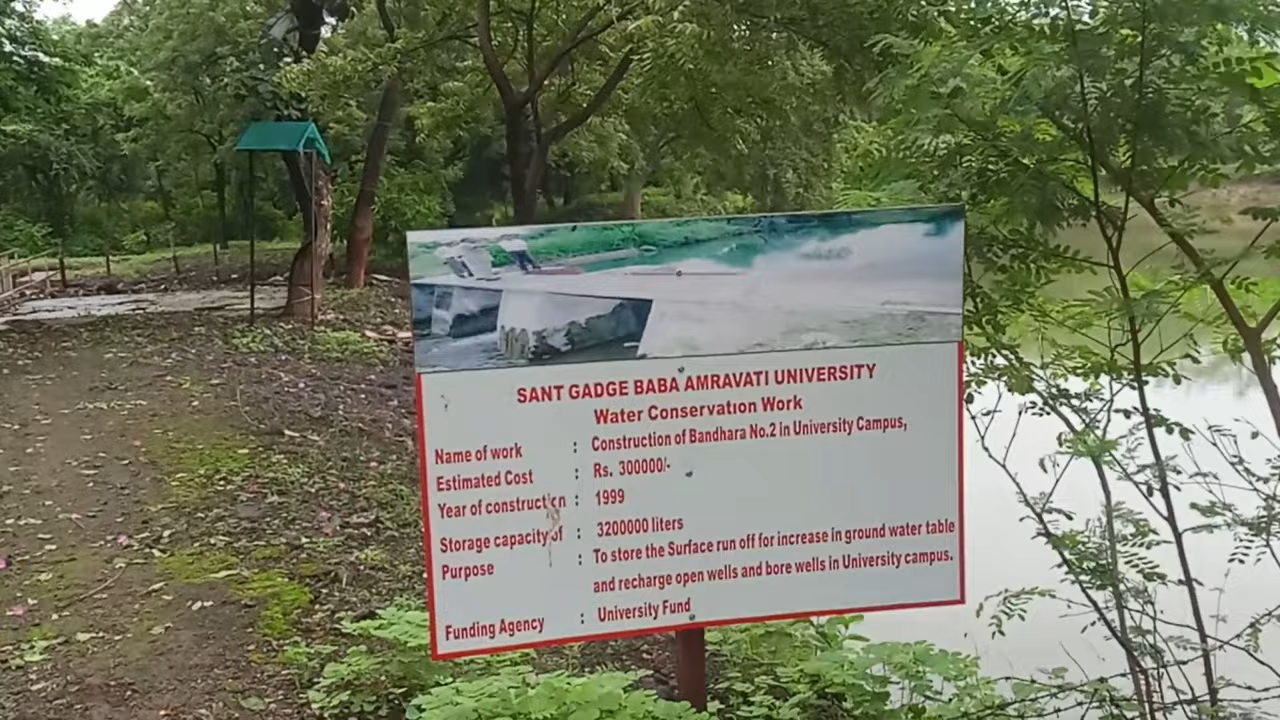 SANT GADGE BABA AMRAVATI UNIVERSITY
Water Conservation Work
Name of work : Construction of Bandhara No.2 in University Campus,
Estimated Cost : Rs. 300000/-
Year of construction : 1999
Storage capacity of : 3200000 liters
Purpose : To store the Surface run off for increase in ground water table
and recharge open wells and bore wells in University campus.
Funding Agency : University Fund